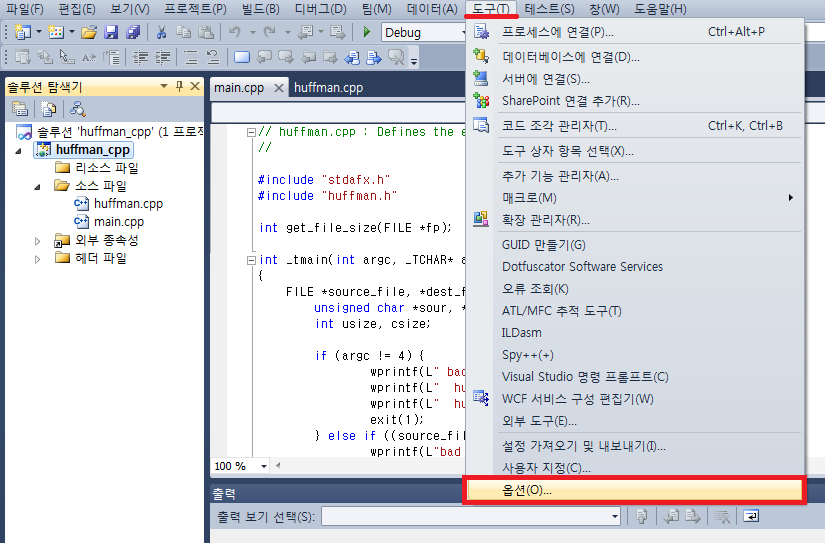 파일(F) 편집(E) 보기(V) 프로젝트(P) 빌드(B) 디버그(D) 팀(M) 데이터(A) 도구(T) 테스트(S) 창(W) 도움말(H)
Debug
솔루션 탐색기
솔루션 'huffman_cpp' (1 프로젝
huffman_cpp
리소스 파일
소스 파일
huffman.cpp
main.cpp
외부 종속성
헤더 파일
main.cpp huffman.cpp
// huffman.cpp : Defines the e
//
#include "stdafx.h"
#include "huffman.h"
int get_file_size(FILE *fp);
int _tmain(int argc, _TCHAR* a
{
FILE *source_file, *dest_f
unsigned char *sour, *
int usize, csize;
if (argc != 4) {
wprintf(L" bad
wprintf(L"  hu
wprintf(L"  hu
exit(1);
} else if ((source_fil
wprintf(L"bad
100 %
출력
출력 보기 선택(S):
프로세스에 연결(P)... Ctrl+Alt+P
데이터베이스에 연결(D)...
서버에 연결(S)...
SharePoint 연결 추가(R)...
코드 조각 관리자(T)... Ctrl+K, Ctrl+B
도구 상자 항목 선택(X)...
추가 기능 관리자(A)...
매크로(M)
확장 관리자(R)...
GUID 만들기(G)
Dotfuscator Software Services
오류 조회(K)
ATL/MFC 추적 도구(T)
ILDasm
Spy++(+)
Visual Studio 명령 프롬프트(C)
WCF 서비스 구성 편집기(W)
외부 도구(E)...
설정 가져오기 및 내보내기(I)...
사용자 지정(C)...
옵션(O)...